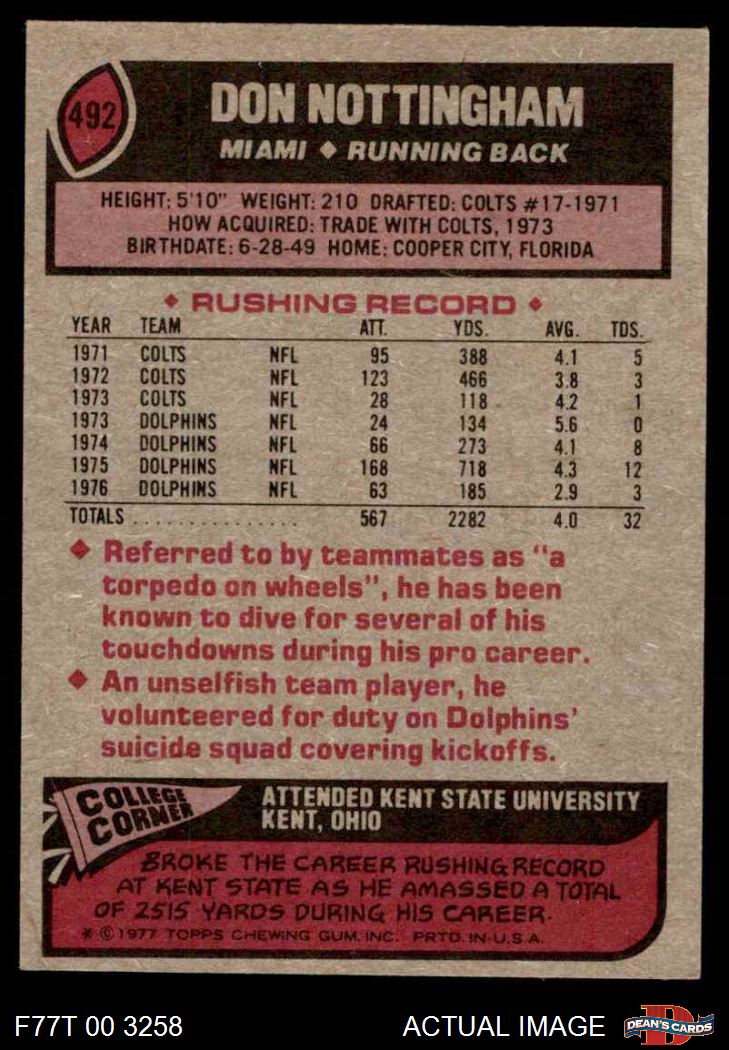 492
DON NOTTINGHAM
MIAMI ♦ RUNNING BACK
HEIGHT: 5'10" WEIGHT: 210 DRAFTED: COLTS #17-1971
HOW ACQUIRED: TRADE WITH COLTS, 1973
BIRTHDATE: 6-28-49 HOME: COOPER CITY, FLORIDA
♦ RUSHING RECORD ♦
YEAR TEAM ATT. YDS. AVG. TDS.
1971 COLTS NFL 95 388 4.1 5
1972 COLTS NFL 123 466 3.8 3
1973 COLTS NFL 28 118 4.2 1
1973 DOLPHINS NFL 24 134 5.6 0
1974 DOLPHINS NFL 66 273 4.1 8
1975 DOLPHINS NFL 168 718 4.3 12
1976 DOLPHINS NFL 63 185 2.9 3
TOTALS ............... 567 2282 4.0 32
♦ Referred to by teammates as "a
torpedo on wheels", he has been
known to dive for several of his
touchdowns during his pro career.
♦ An unselfish team player, he
volunteered for duty on Dolphins'
suicide squad covering kickoffs.
COLLEGE
CORNER
ATTENDED KENT STATE UNIVERSITY
KENT, OHIO
BROKE THE CAREER RUSHING RECORD
AT KENT STATE AS HE AMASSED A TOTAL
OF 2515 YARDS DURING HIS CAREER.
* © 1977 TOPPS CHEWING GUM, INC. PRTD. IN U.S.A.
F77T 00 3258
ACTUAL IMAGE
DEAN'S CARDS